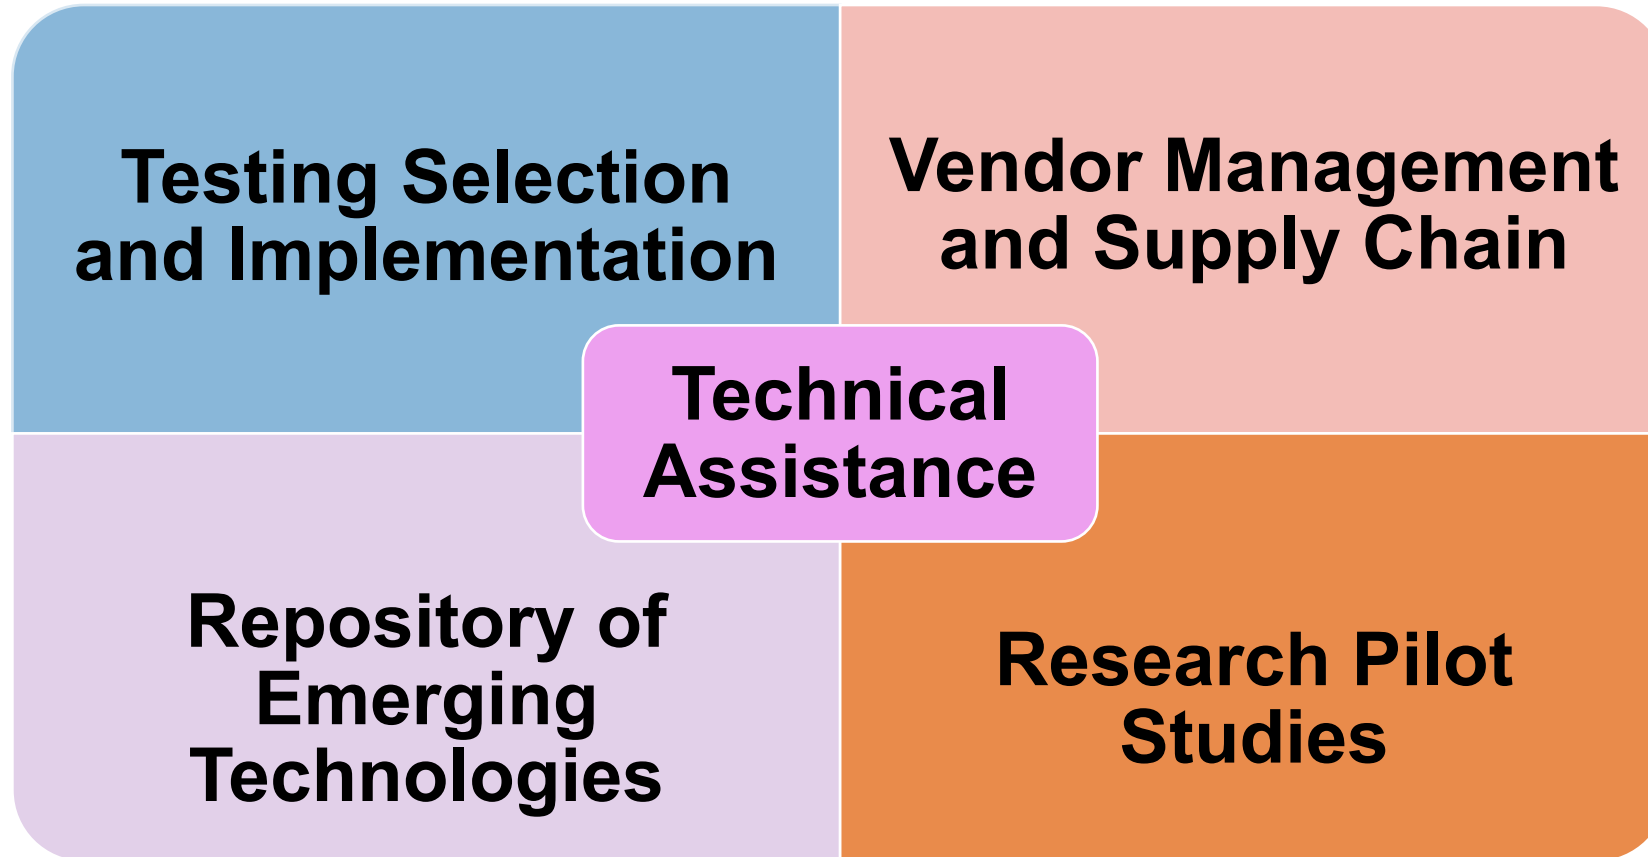 Testing Selection
and Implementation
Vendor Management
and Supply Chain
Technical
Assistance
Repository of
Emerging
Technologies
Research Pilot
Studies